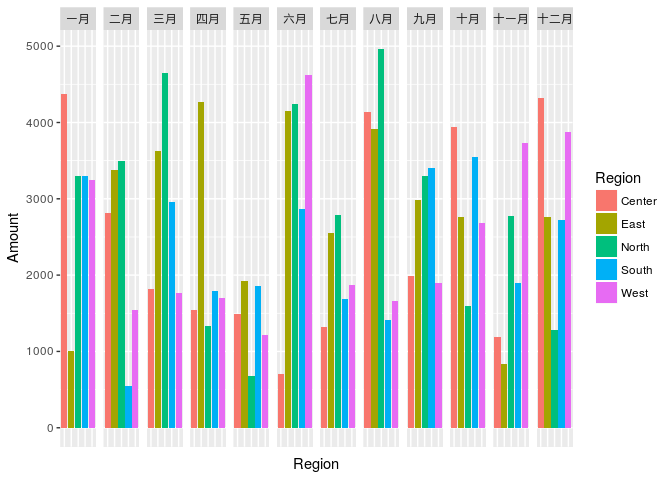 一月 二月 三月 四月 五月 六月 七月 八月 九月 十月 十一月 十二月
5000
4000
3000
2000
1000
0
Amount
Region
Region
Center
East
North
South
West